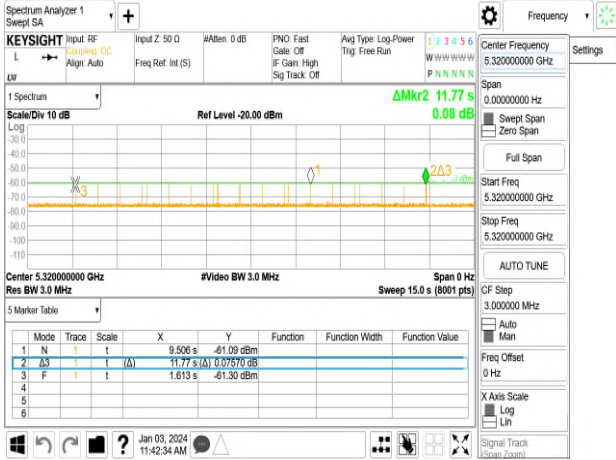 Spectrum Analyzer 1
Swept SA
+
Frequency
KEYSIGHT
Input: RF
Coupling: DC
Align: Auto
Input Z: 50 Ω
Freq Ref: Int (S)
#Atten: 0 dB
PNO: Fast
Gate: Off
IF Gain: High
Sig Track: Off
Avg Type: Log-Power
Trig: Free Run
1 2 3 4 5 6
W W W W W W
P N N N N N
L
LNI
Settings
Center Frequency
5.320000000 GHz
Span
0.00000000 Hz
Swept Span
Zero Span
Full Span
Start Freq
5.320000000 GHz
Stop Freq
5.320000000 GHz
AUTO TUNE
CF Step
3.000000 MHz
Auto
Man
Freq Offset
0 Hz
X Axis Scale
Log
Lin
Signal Track
(Span Zoom)
1 Spectrum
ΔMkr2 11.77 s
0.08 dB
Scale/Div 10 dB
Ref Level -20.00 dBm
Log
-30.0
-40.0
-50.0
-60.0
-70.0
-80.0
-90.0
-100
-110
3
1
2Δ3
Center 5.320000000 GHz
#Video BW 3.0 MHz
Span 0 Hz
Res BW 3.0 MHz
Sweep 15.0 s (8001 pts)
5 Marker Table
Mode Trace Scale X Y Function Function Width Function Value
1 N 1 t 9.506 s -61.09 dBm
2 Δ3 1 t (Δ) 11.77 s (Δ) 0.07570 dB
3 F 1 t 1.613 s -61.30 dBm
4
5
6
?
Jan 03, 2024
11:42:34 AM